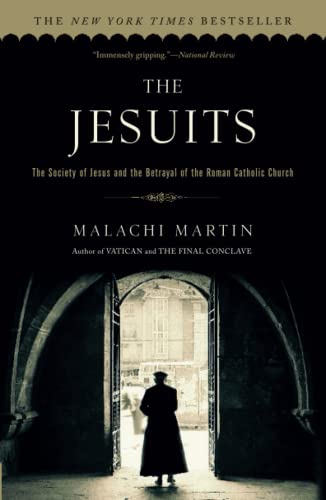 THE NEW YORK TIMES BESTSELLER
"Immensely gripping."—National Review
THE
JESUITS
The Society of Jesus and the Betrayal of the Roman Catholic Church
MALACHI MARTIN
Author of VATICAN and THE FINAL CONCLAVE